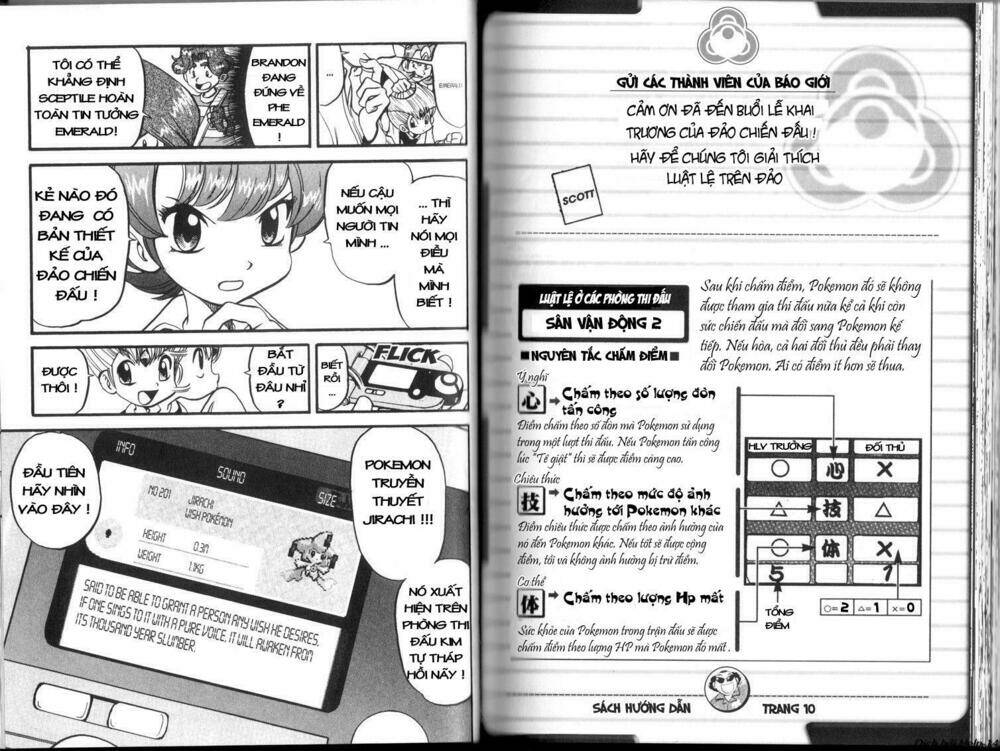 TÔI CÓ THỂ
KHẲNG ĐỊNH
SCEPTILE HOÀN
TOÀN TIN TƯỞNG
EMERALD!
BRANDON
ĐANG
ĐỨNG VỀ
PHE
EMERALD
!
...
EMERALD!
KẺ NÀO ĐÓ
ĐANG CÓ
BẢN THIẾT
KẾ CỦA
ĐẢO CHIẾN
ĐẤU !
NẾU CẬU
MUỐN MỌI
NGƯỜI TIN
MÌNH ...
... THÌ
HÃY
NÓI MỌI
ĐIỀU
MÀ
MÌNH
BIẾT !
ĐƯỢC
THÔI !
BẮT
ĐẦU TỪ
ĐÂU NHỈ
?
BIẾT
RỒI
...
FLICK
ĐẦU TIÊN
HÃY NHÌN
VÀO ĐÂY !
POKEMON
TRUYỀN
THUYẾT
JIRACHI !!!
NÓ XUẤT
HIỆN TRÊN
PHÒNG THI
ĐẤU KIM
TỰ THÁP
HỒI NÃY !
INFO
SOUND
SIZE
NO 201
JIRACHI
WISH POKÉMON
HEIGHT 0.3M
WEIGHT 1.1KG
SAID TO BE ABLE TO GRANT A PERSON ANY WISH HE DESIRES.
IF ONE SINGS TO IT WITH A PURE VOICE, IT WILL AWAKEN FROM
ITS THOUSAND YEAR SLUMBER.
GỬI CÁC THÀNH VIÊN CỦA BÁO GIỚI
CẢM ƠN ĐÃ ĐẾN BUỔI LỄ KHAI
TRƯƠNG CỦA ĐẢO CHIẾN ĐẤU !
HÃY ĐỂ CHÚNG TÔI GIẢI THÍCH
LUẬT LỆ TRÊN ĐẢO
SCOTT
LUẬT LỆ Ở CÁC PHÒNG THI ĐẤU
SÂN VẬN ĐỘNG 2
■NGUYÊN TẮC CHẤM ĐIỂM■
Ý nghĩ
心 → Chấm theo số lượng đòn
tấn công
Điểm chấm theo số đòn mà Pokemon sử dụng
trong một lượt thi đấu. Nếu Pokemon tấn công
lúc "Tê giật" thì sẽ được điểm càng cao.
Chiêu thức
技 → Chấm theo mức độ ảnh
hưởng tới Pokemon khác
Điểm chiêu thức được chấm theo ảnh hưởng của
nó đến Pokemon khác. Nếu tốt sẽ được cộng
điểm, tồi và không ảnh hưởng bị trừ điểm.
Cơ thể
体 → Chấm theo lượng Hp mất
Sức khỏe của Pokemon trong trận đấu sẽ được
chấm điểm theo lượng HP mà Pokemon đó mất .
Sau khi chấm điểm, Pokemon đó sẽ không
được tham gia thi đấu nữa kể cả khi còn
sức chiến đấu mà đổi sang Pokemon kế
tiếp. Nếu hòa, cả hai đối thủ đều phải thay
đổi Pokemon. Ai có điểm ít hơn sẽ thua.
HLV TRƯỞNG ĐỐI THỦ
○ 心 ×
△ 技 △
○ 体 ×
5 1
TỔNG
ĐIỂM
○=2 △=1 ×=0
SÁCH HƯỚNG DẪN TRANG 10